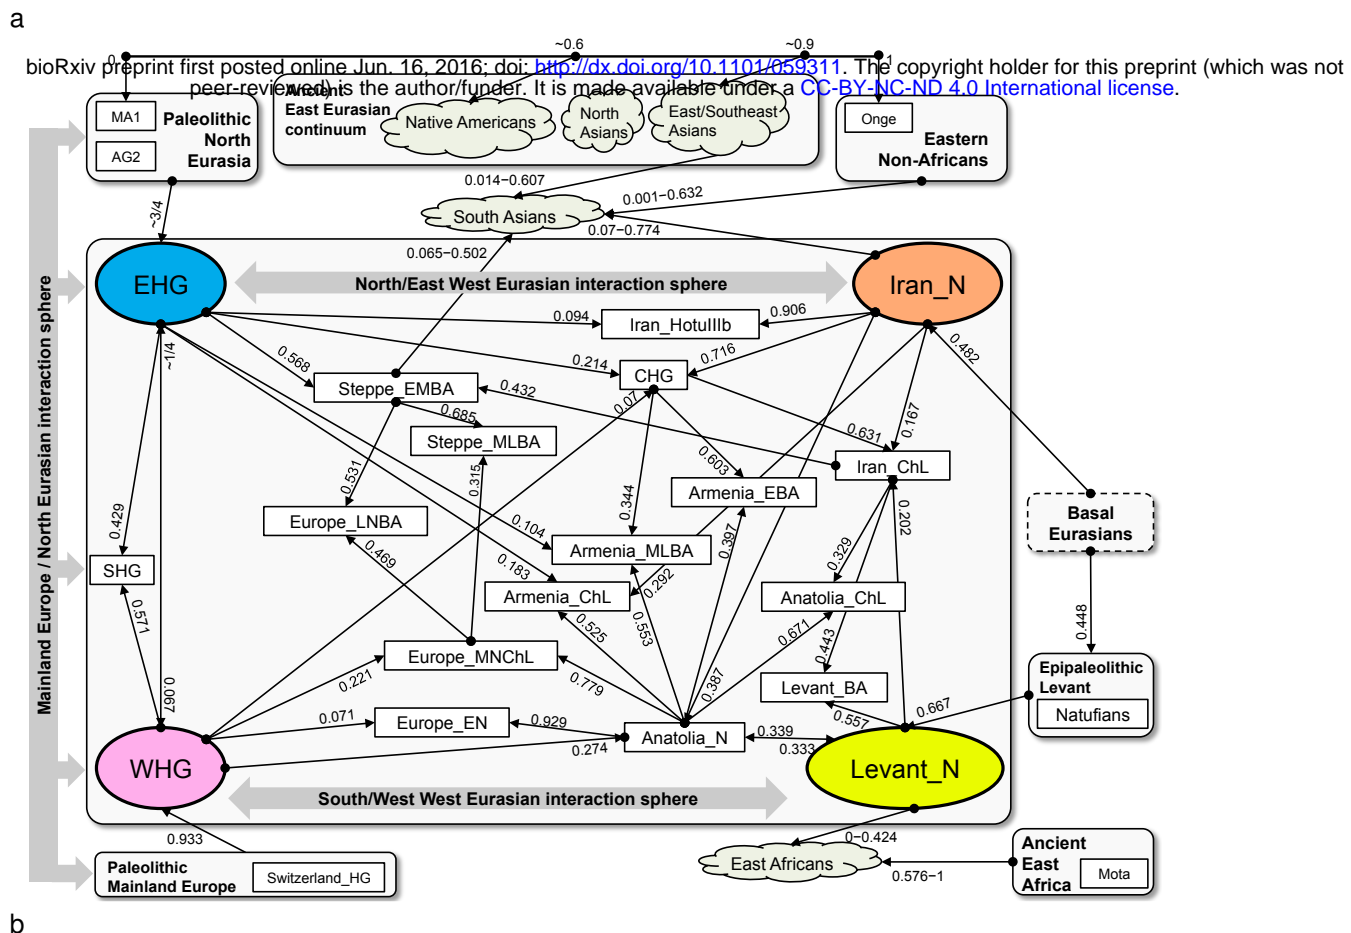 a
0
~0.6
~0.9
1
bioRxiv preprint first posted online Jun. 16, 2016; doi: http://dx.doi.org/10.1101/059311. The copyright holder for this preprint (which was not
peer-reviewed) is the author/funder. It is made available under a CC-BY-NC-ND 4.0 International license.
MA1
AG2
Paleolithic
North
Eurasia
Ancient
East Eurasian
continuum
Native Americans
North
Asians
East/Southeast
Asians
Onge
Eastern
Non-Africans
~3/4
0.014−0.607
0.001−0.632
South Asians
0.07−0.774
0.065−0.502
EHG
North/East West Eurasian interaction sphere
Iran_N
0.094
Iran_HotuIIIb
0.906
0.482
~1/4
0.568
0.214
CHG
0.716
Steppe_EMBA
0.432
0.07
0.167
0.685
Steppe_MLBA
0.631
Iran_ChL
0.603
0.531
0.315
Armenia_EBA
0.344
0.202
Basal
Eurasians
Europe_LNBA
0.429
0.104
0.397
Armenia_MLBA
0.469
0.329
SHG
0.183
0.292
Armenia_ChL
Anatolia_ChL
0.571
0.525
0.553
0.671
0.443
0.448
Europe_MNChL
0.221
0.779
0.387
Levant_BA
Epipaleolithic
Levant
Natufians
0.067
0.071
Europe_EN
0.929
Anatolia_N
0.339
0.557
0.667
0.274
0.333
WHG
South/West West Eurasian interaction sphere
Levant_N
Mainland Europe / North Eurasian interaction sphere
0.933
0−0.424
Paleolithic
Mainland Europe
Switzerland_HG
East Africans
0.576−1
Ancient
East
Africa
Mota
b